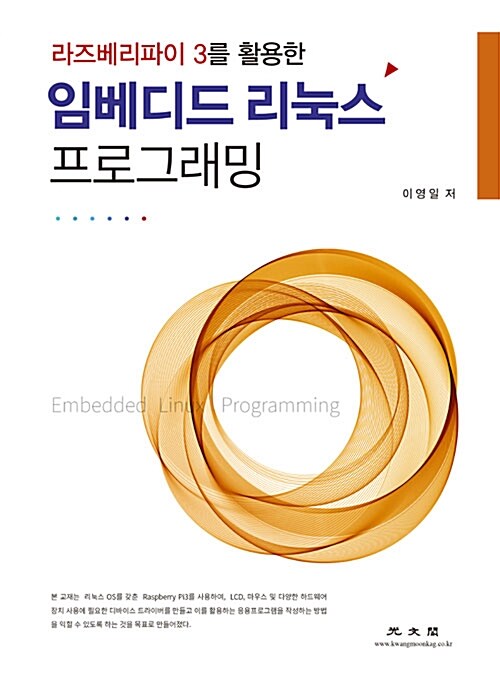 라즈베리파이 3를 활용한
임베디드 리눅스
프로그래밍
이영일 저
Embedded Linux Programming
본 교재는 리눅스 OS를 갖춘 Raspberry Pi3를 사용하여, LCD, 마우스 및 다양한 하드웨어
장치 사용에 필요한 디바이스 드라이버를 만들고 이를 활용하는 응용프로그램을 작성하는 방법
을 익힐 수 있도록 하는 것을 목표로 만들어졌다.
光文閣
www.kwangmoonkag.co.kr